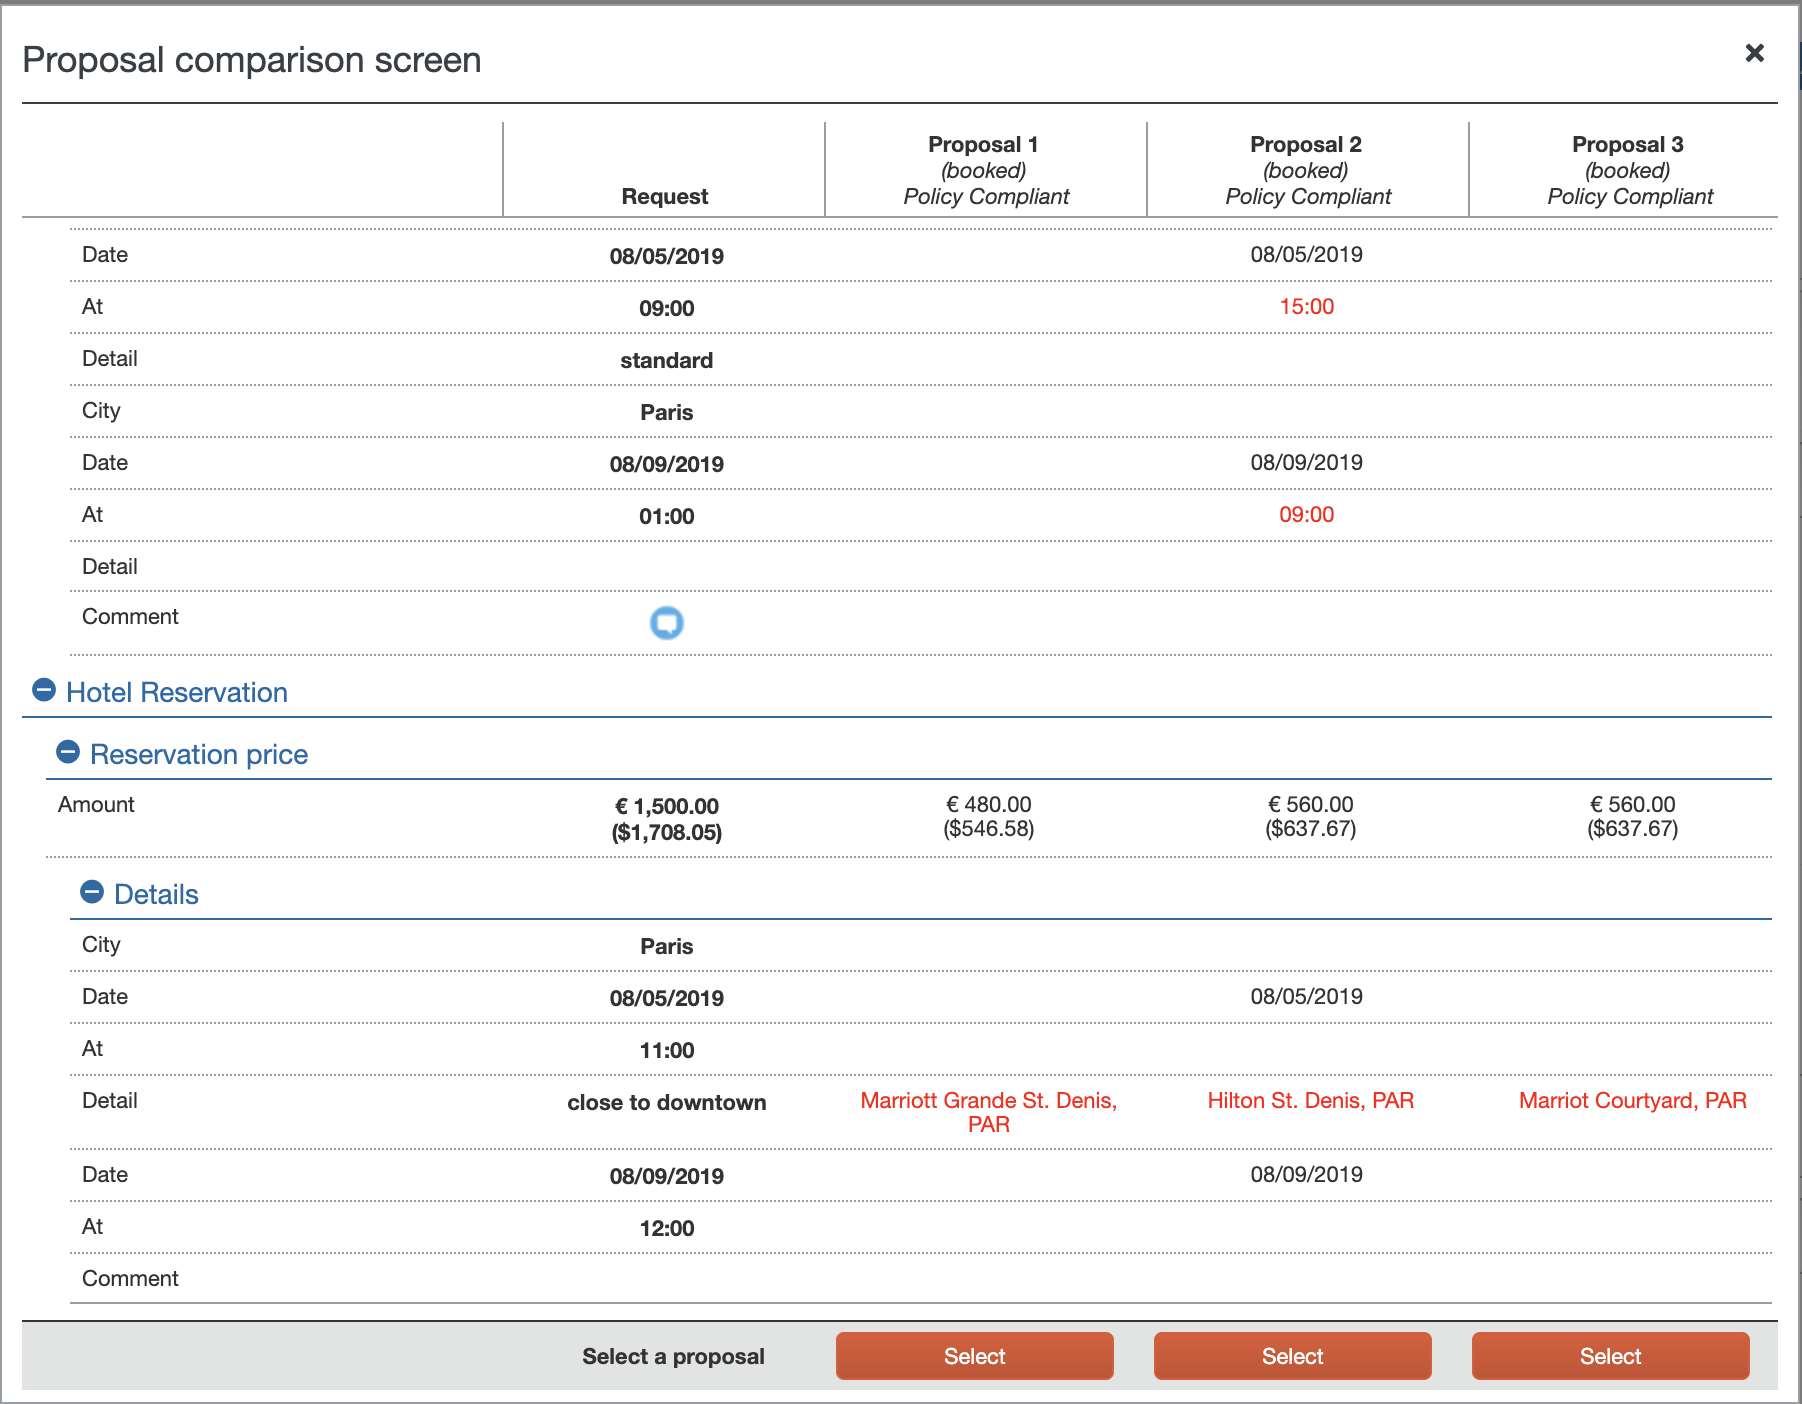 Proposal comparison screen
Request
Proposal 1
(booked)
Policy Compliant
Proposal 2
(booked)
Policy Compliant
Proposal 3
(booked)
Policy Compliant
Date 08/05/2019 08/05/2019
At 09:00 15:00
Detail standard
City Paris
Date 08/09/2019 08/09/2019
At 01:00 09:00
Detail
Comment
Hotel Reservation
Reservation price
Amount € 1,500.00 € 480.00 € 560.00 € 560.00
($1,708.05) ($546.58) ($637.67) ($637.67)
Details
City Paris
Date 08/05/2019 08/05/2019
At 11:00
Detail close to downtown Marriott Grande St. Denis, Hilton St. Denis, PAR Marriot Courtyard, PAR
PAR
Date 08/09/2019 08/09/2019
At 12:00
Comment
Select a proposal Select Select Select